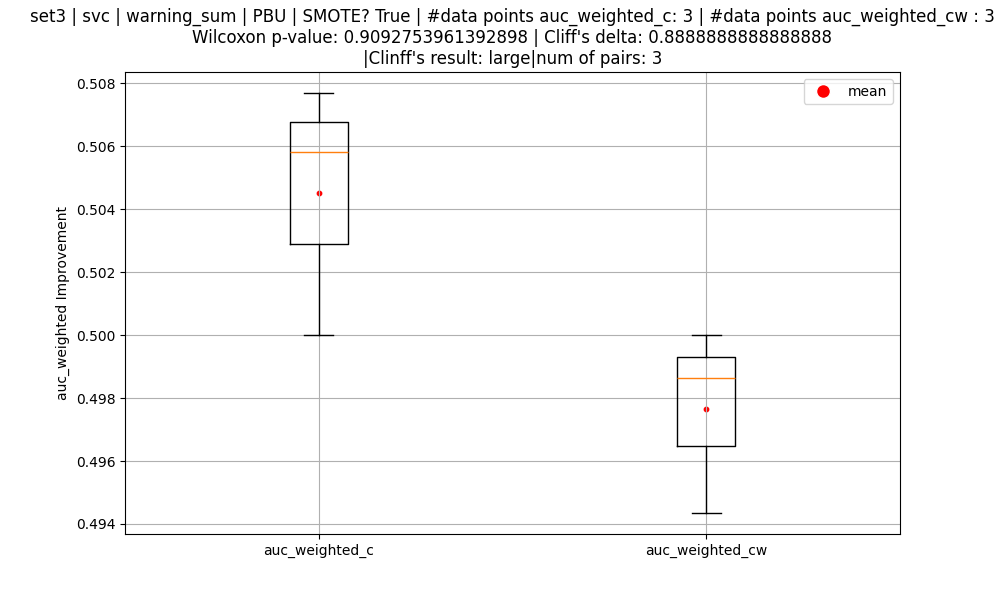 set3 | svc | warning_sum | PBU | SMOTE? True | #data points auc_weighted_c: 3 | #data points auc_weighted_cw : 3
Wilcoxon p-value: 0.9092753961392898 | Cliff's delta: 0.8888888888888888
|Clinff's result: large|num of pairs: 3
0.508
mean
0.506
0.504
0.502
0.500
0.498
0.496
0.494
auc_weighted Improvement
auc_weighted_c
auc_weighted_cw